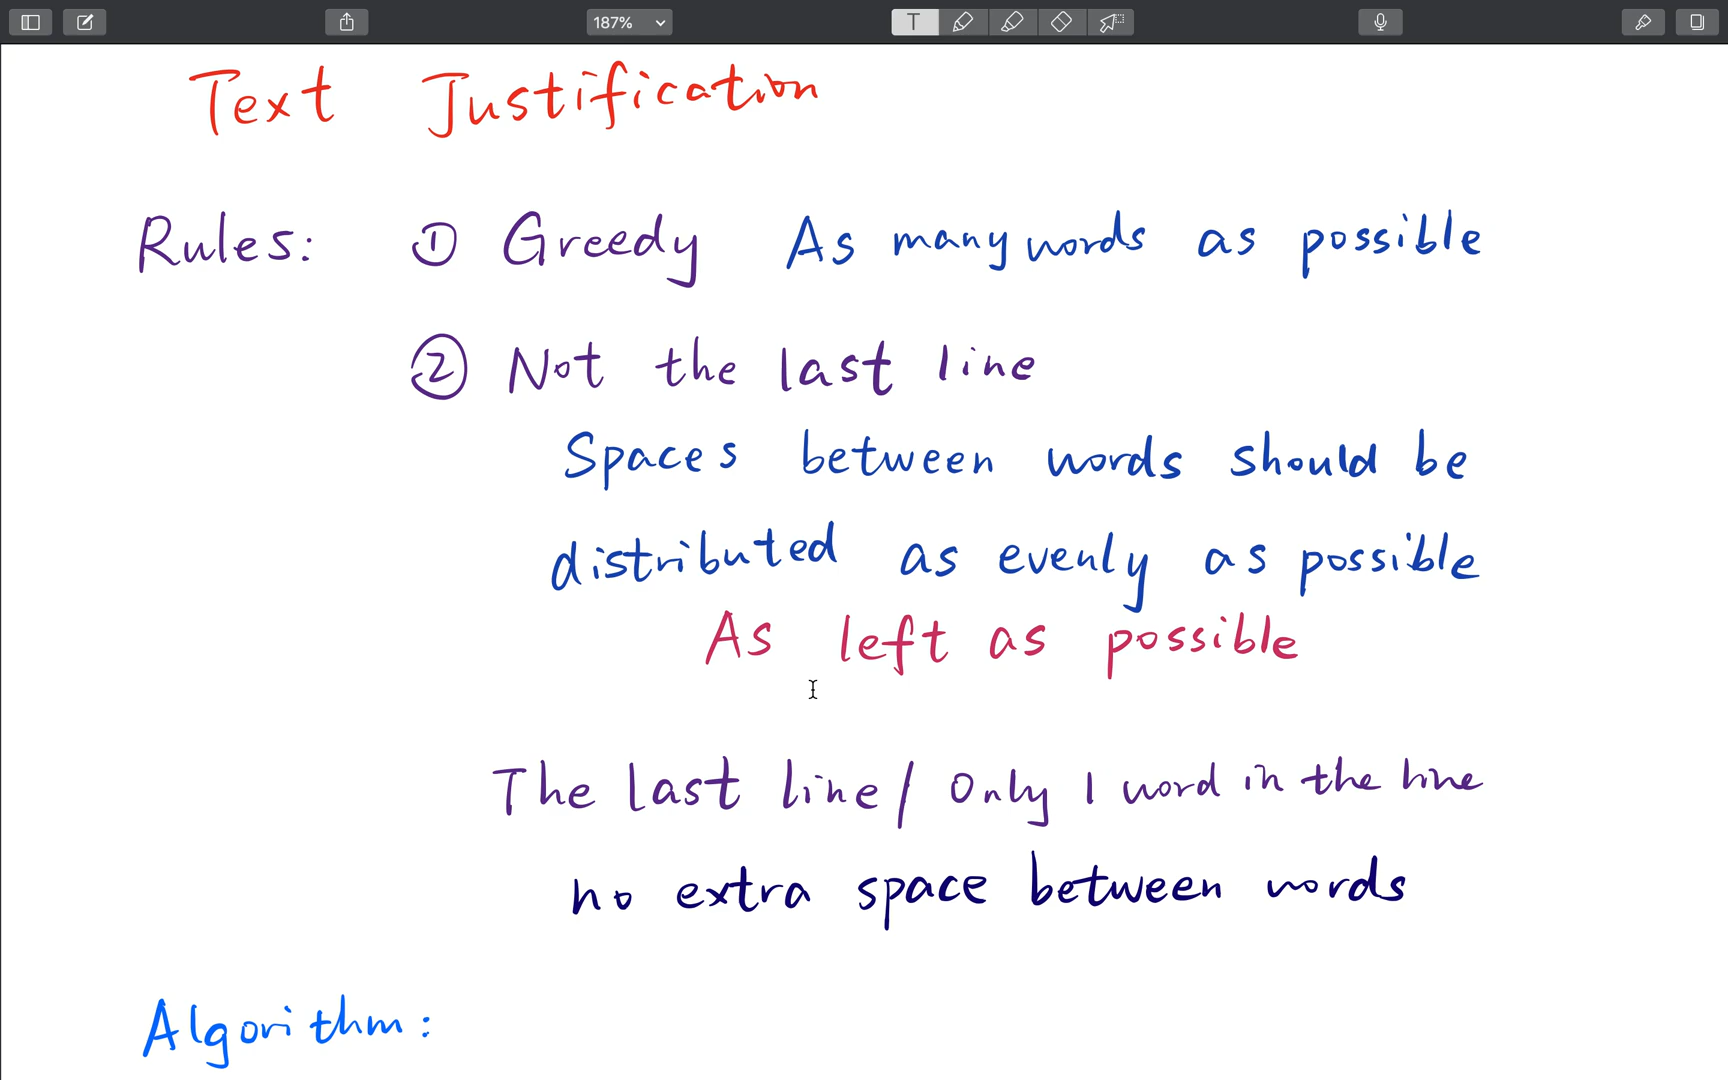 187%
T
Text Justification
Rules: ① Greedy As many words as possible
② Not the last line
Spaces between words should be
distributed as evenly as possible
As left as possible
The last line / Only 1 word in the line
no extra space between words
Algorithm: